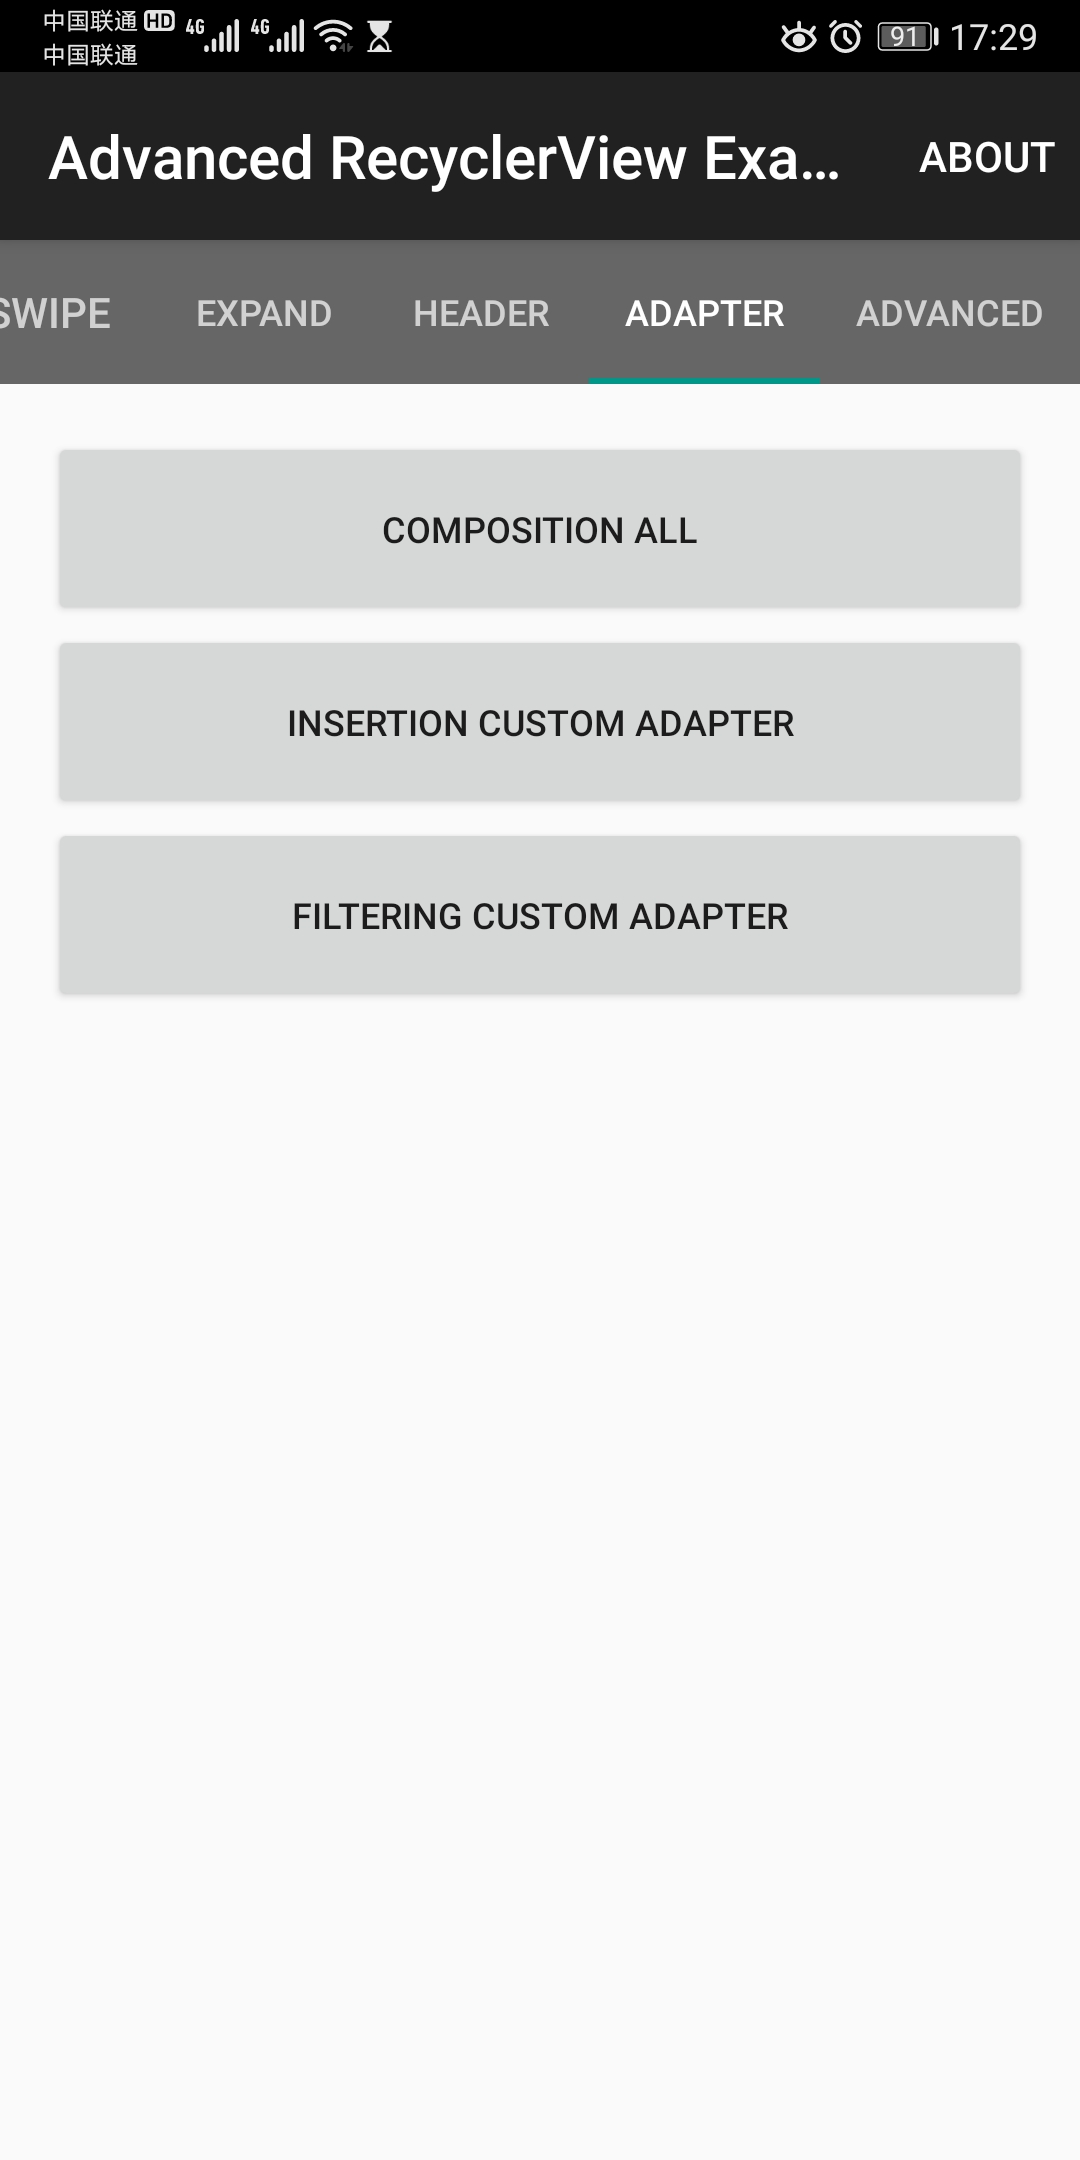 中国联通 HD 4G 4G 91 17:29
中国联通
Advanced RecyclerView Exa... ABOUT
SWIPE EXPAND HEADER ADAPTER ADVANCED
COMPOSITION ALL
INSERTION CUSTOM ADAPTER
FILTERING CUSTOM ADAPTER